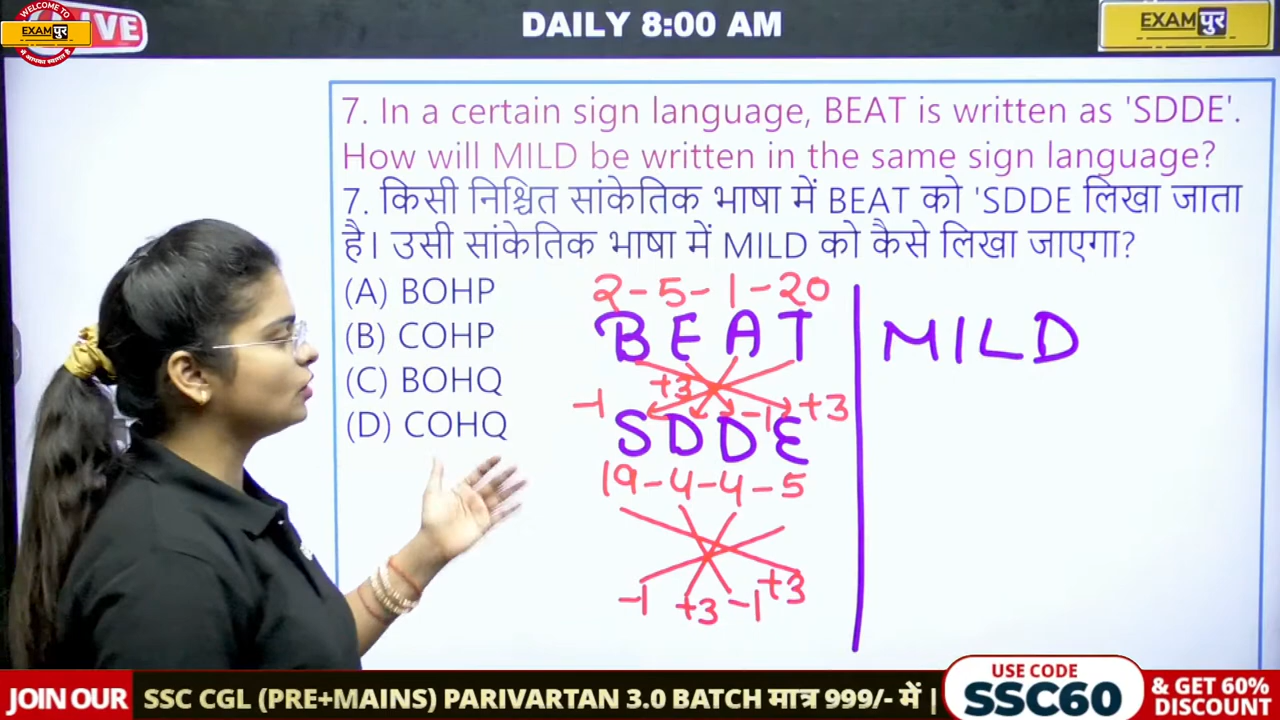 WELCOME TO
EXAMपुर
में आपका स्वागत है
LIVE
DAILY 8:00 AM
EXAMपुर
7. In a certain sign language, BEAT is written as 'SDDE'.
How will MILD be written in the same sign language?
7. किसी निश्चित सांकेतिक भाषा में BEAT को 'SDDE लिखा जाता
है। उसी सांकेतिक भाषा में MILD को कैसे लिखा जाएगा?
(A) BOHP
(B) COHP
(C) BOHQ
(D) COHQ
2-5-1-20
BEAT
-1 +3 -1 +3
SDDE
19-4-4-5
-1 +3 -1 +3
MILD
JOIN OUR
SSC CGL (PRE+MAINS) PARIVARTAN 3.0 BATCH मात्र 999/- में |
USE CODE
SSC60
& GET 60%
DISCOUNT